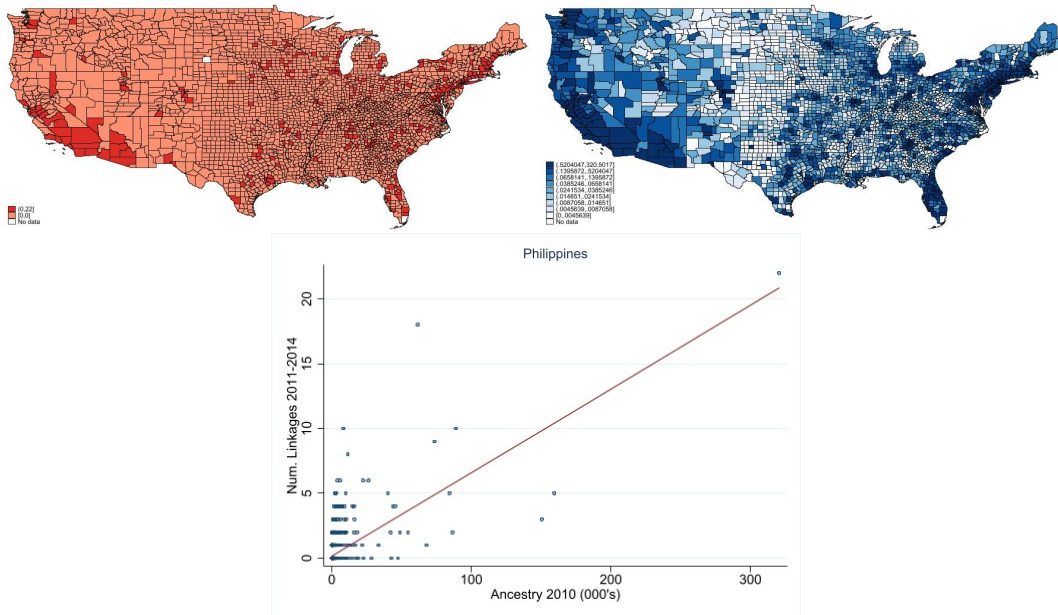 (0,22]
[0,0]
No data
(.5204047,320.5017]
(.1395872,.5204047]
(.0658141,.1395872]
(.0385246,.0658141]
(.0241534,.0385246]
(.014651,.0241534]
(.0087058,.014651]
(.0045639,.0087058]
[0,.0045639]
No data
Philippines
Num. Linkages 2011-2014
20
15
10
5
0
0 100 200 300
Ancestry 2010 (000's)